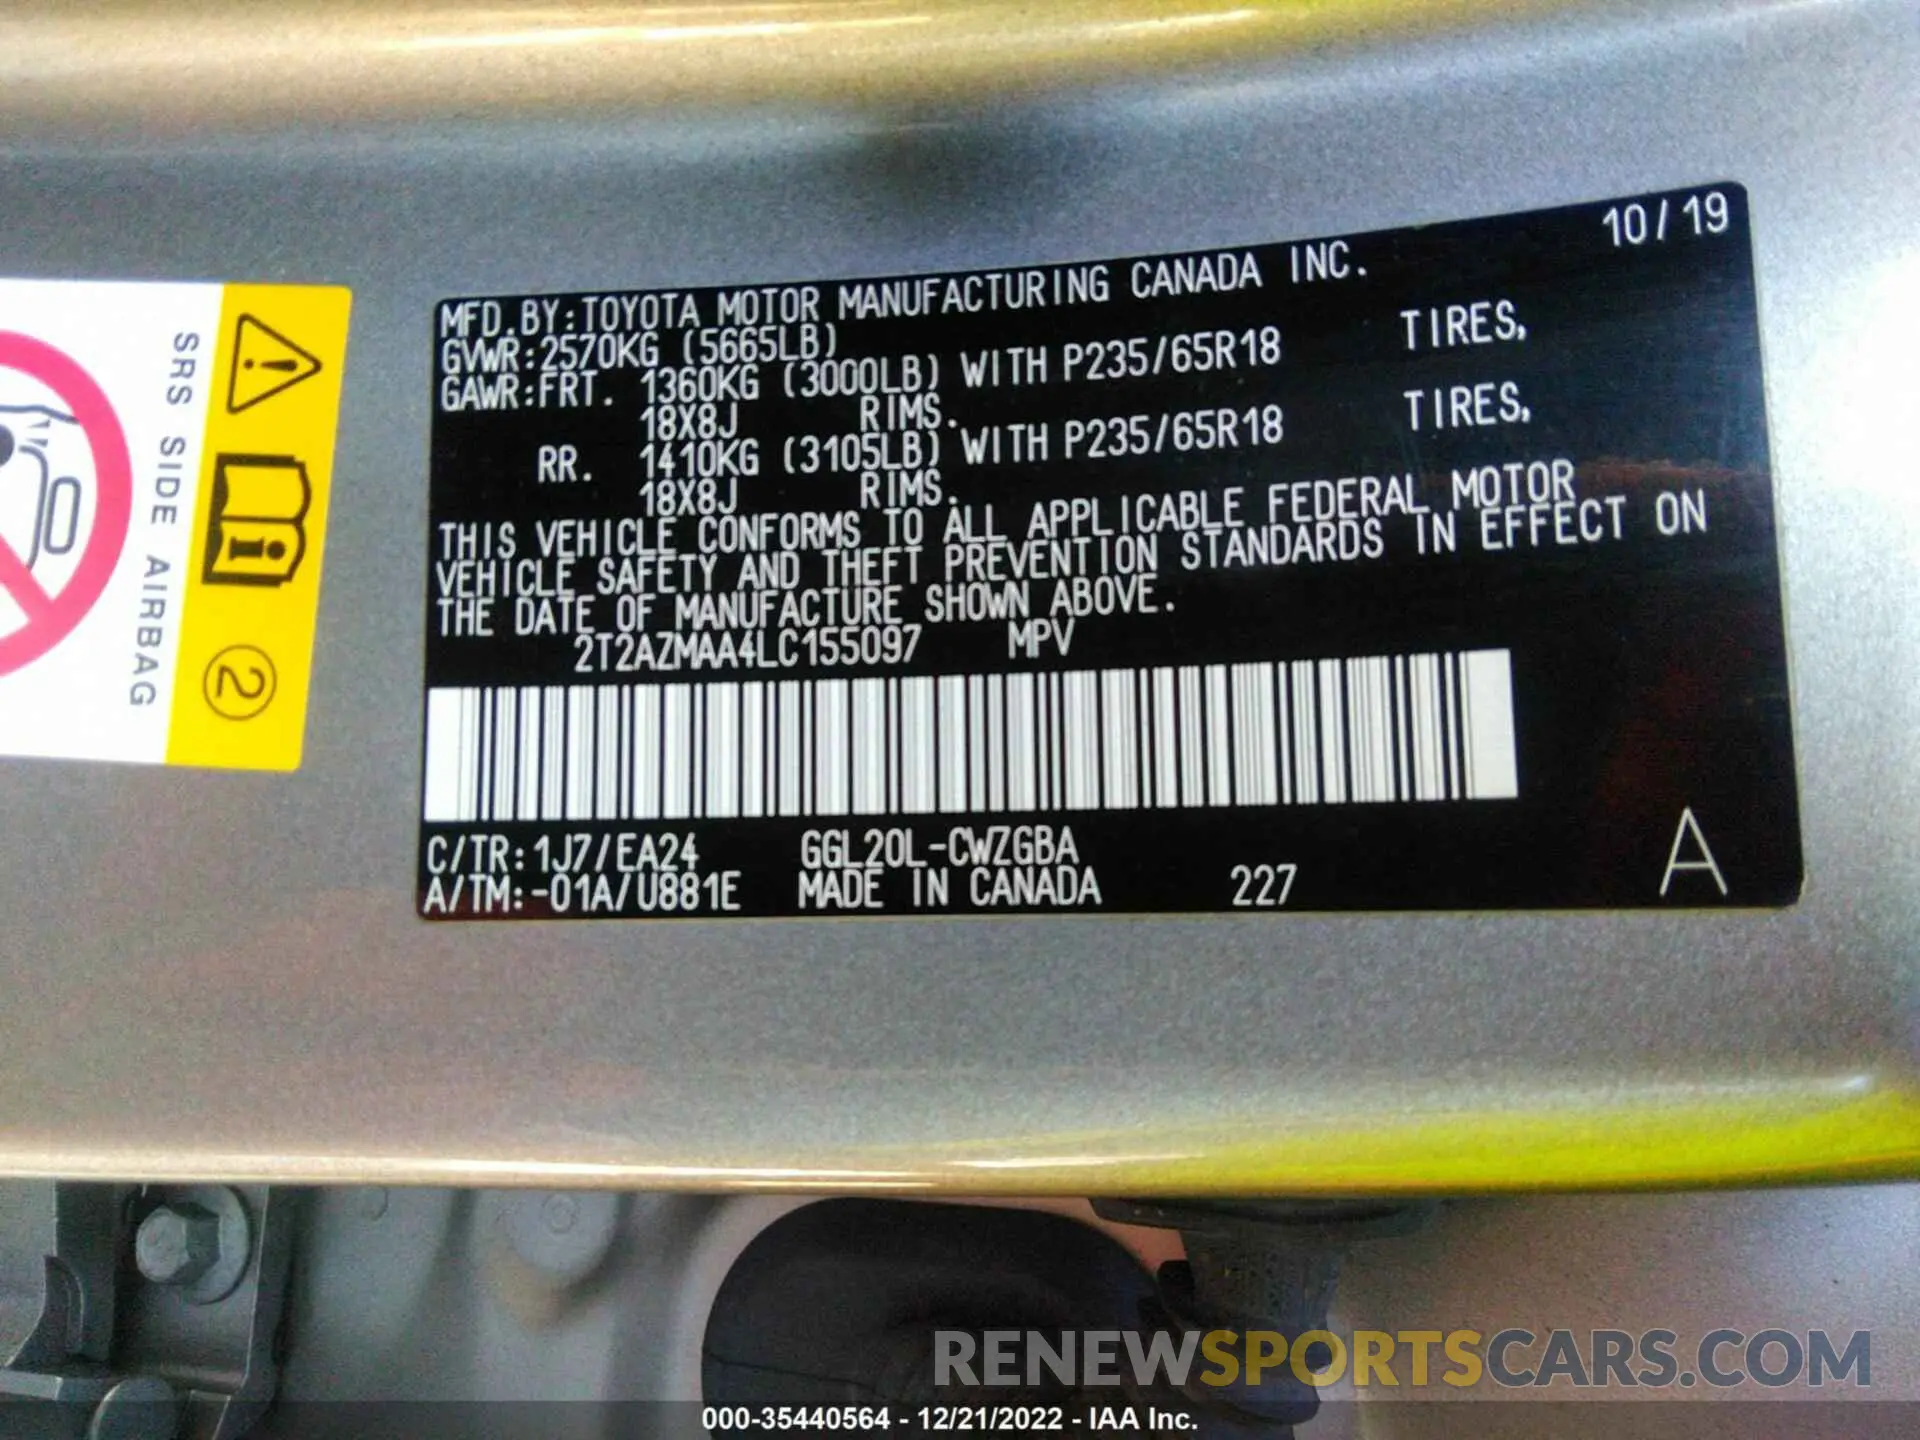 10/19
MFD.BY:TOYOTA MOTOR MANUFACTURING CANADA INC.
GVWR:2570KG (5665LB)
GAWR:FRT. 1360KG (3000LB) WITH P235/65R18 TIRES,
18X8J RIMS.
RR. 1410KG (3105LB) WITH P235/65R18 TIRES,
18X8J RIMS.
THIS VEHICLE CONFORMS TO ALL APPLICABLE FEDERAL MOTOR
VEHICLE SAFETY AND THEFT PREVENTION STANDARDS IN EFFECT ON
THE DATE OF MANUFACTURE SHOWN ABOVE.
2T2AZMAA4LC155097 MPV
C/TR:1J7/EA24 GGL20L-CWZGBA
A/TM:-01A/U881E MADE IN CANADA 227 A
SRS SIDE AIRBAG
2
RENEWSPORTSCARS.COM
000-35440564 - 12/21/2022 - IAA Inc.